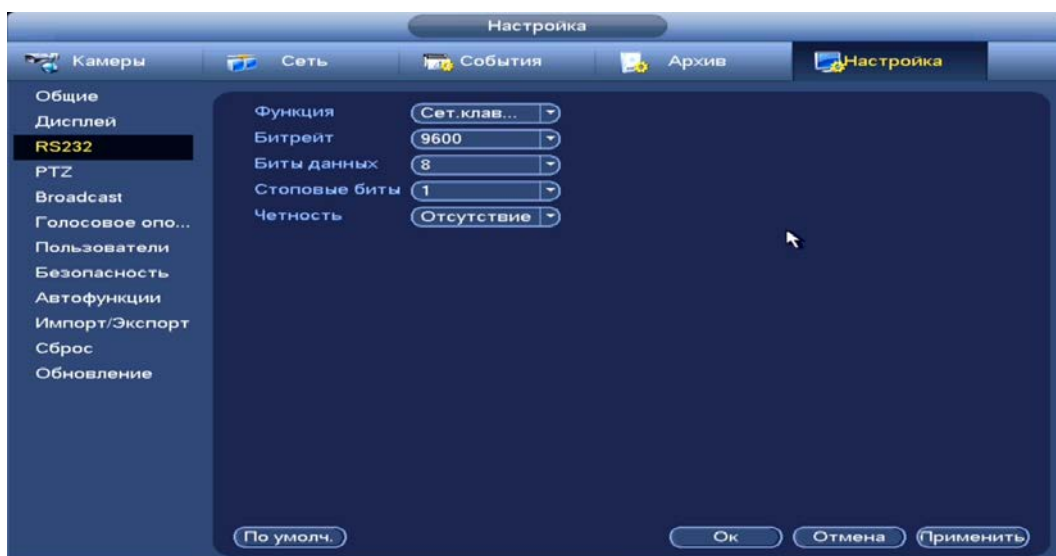 Настройка
Камеры Сеть События Архив Настройка
Общие
Дисплей
RS232
PTZ
Broadcast
Голосовое опо...
Пользователи
Безопасность
Автофункции
Импорт/Экспорт
Сброс
Обновление
Функция Сет.клав...
Битрейт 9600
Биты данных 8
Стоповые биты 1
Четность Отсутствие
По умолч. Ок Отмена Применить